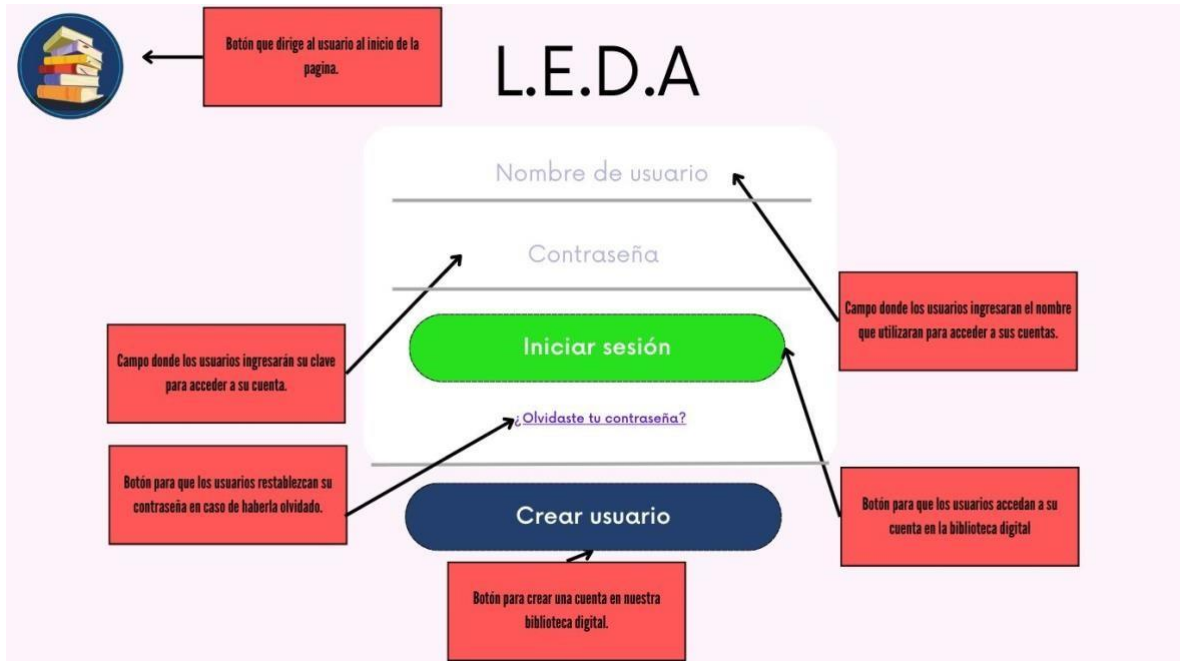 Botón que dirige al usuario al inicio de la
pagina.
L.E.D.A
Nombre de usuario
Contraseña
Campo donde los usuarios ingresaran el nombre
que utilizaran para acceder a sus cuentas.
Campo donde los usuarios ingresarán su clave
para acceder a su cuenta.
Iniciar sesión
¿Olvidaste tu contraseña?
Botón para que los usuarios restablezcan su
contraseña en caso de haberla olvidado.
Botón para que los usuarios accedan a su
cuenta en la biblioteca digital
Crear usuario
Botón para crear una cuenta en nuestra
biblioteca digital.